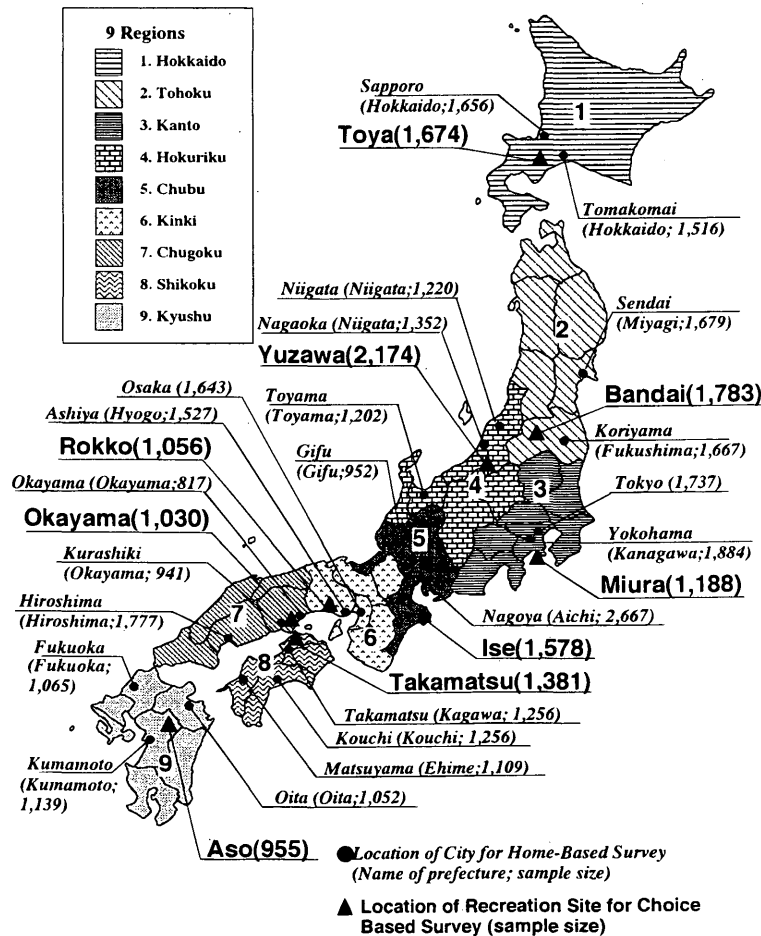 9 Regions
1. Hokkaido
2. Tohoku
3. Kanto
4. Hokuriku
5. Chubu
6. Kinki
7. Chugoku
8. Shikoku
9. Kyushu
Sapporo
(Hokkaido;1,656)
Toya(1,674)
1
Tomakomai
(Hokkaido; 1,516)
Niigata (Niigata;1,220)
Nagaoka (Niigata;1,352)
Yuzawa(2,174)
Sendai
(Miyagi;1,679)
2
Osaka (1,643)
Ashiya (Hyogo;1,527)
Rokko(1,056)
Okayama (Okayama;817)
Okayama(1,030)
Kurashiki
(Okayama; 941)
Hiroshima
(Hiroshima;1,777)
Fukuoka
(Fukuoka;
1,065)
Toyama
(Toyama;1,202)
Gifu
(Gifu;952)
Bandai(1,783)
Koriyama
(Fukushima;1,667)
Tokyo (1,737)
Yokohama
(Kanagawa;1,884)
Miura(1,188)
4
3
5
7
6
8
9
Nagoya (Aichi; 2,667)
Ise(1,578)
Takamatsu(1,381)
Takamatsu (Kagawa; 1,256)
Kouchi (Kouchi; 1,256)
Matsuyama (Ehime;1,109)
Oita (Oita;1,052)
Kumamoto
(Kumamoto;
1,139)
Aso(955)
Location of City for Home-Based Survey
(Name of prefecture; sample size)
Location of Recreation Site for Choice
Based Survey (sample size)